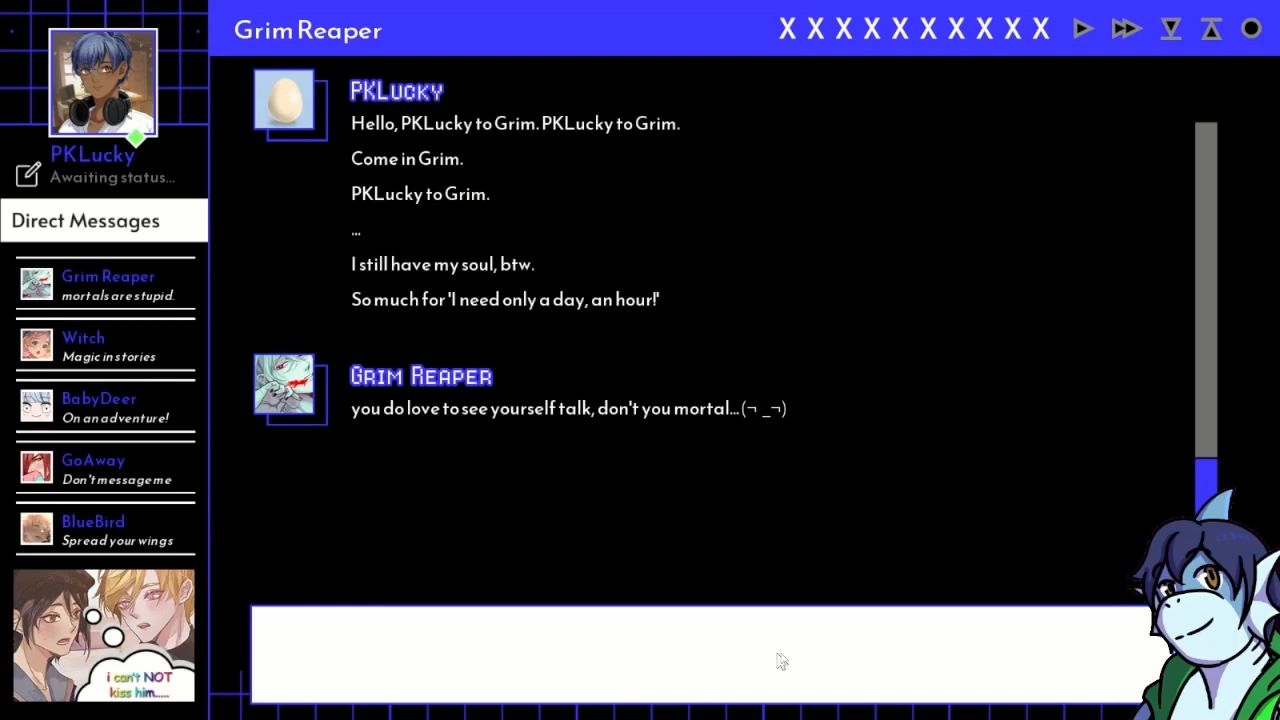 Grim Reaper
X X X X X X X X X X
PKLucky
Awaiting status...
Direct Messages
Grim Reaper
mortals are stupid.
Witch
Magic in stories
BabyDeer
On an adventure!
GoAway
Don't message me
BlueBird
Spread your wings
i can't NOT
kiss him.....
PKLucky
Hello, PKLucky to Grim. PKLucky to Grim.
Come in Grim.
PKLucky to Grim.
...
I still have my soul, btw.
So much for 'I need only a day, an hour!'
Grim Reaper
you do love to see yourself talk, don't you mortal...(¬ _¬)